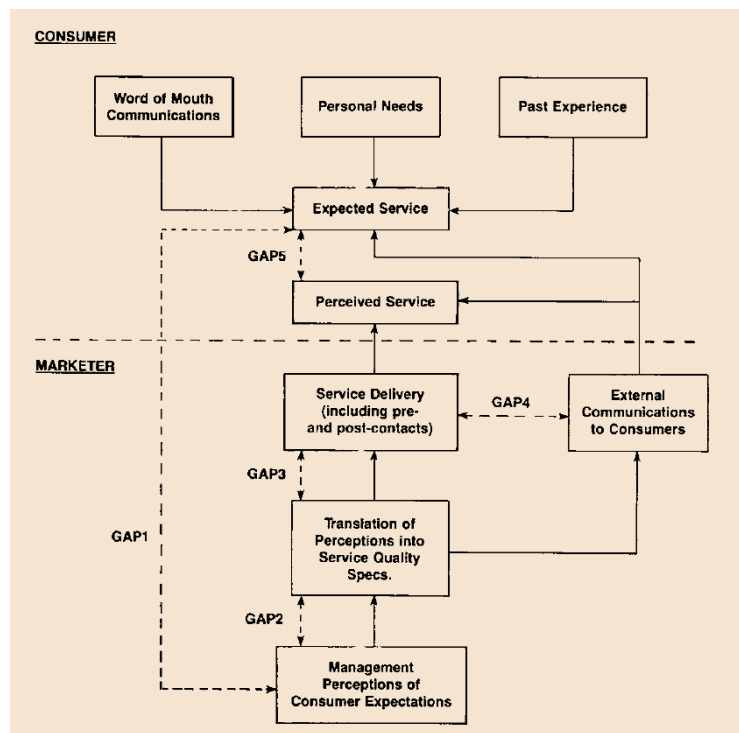 CONSUMER
Word of Mouth
Communications
Personal Needs
Past Experience
Expected Service
GAP5
Perceived Service
MARKETER
Service Delivery
(including pre-
and post-contacts)
GAP4
External
Communications
to Consumers
GAP3
Translation of
Perceptions into
Service Quality
Specs.
GAP1
GAP2
Management
Perceptions of
Consumer Expectations